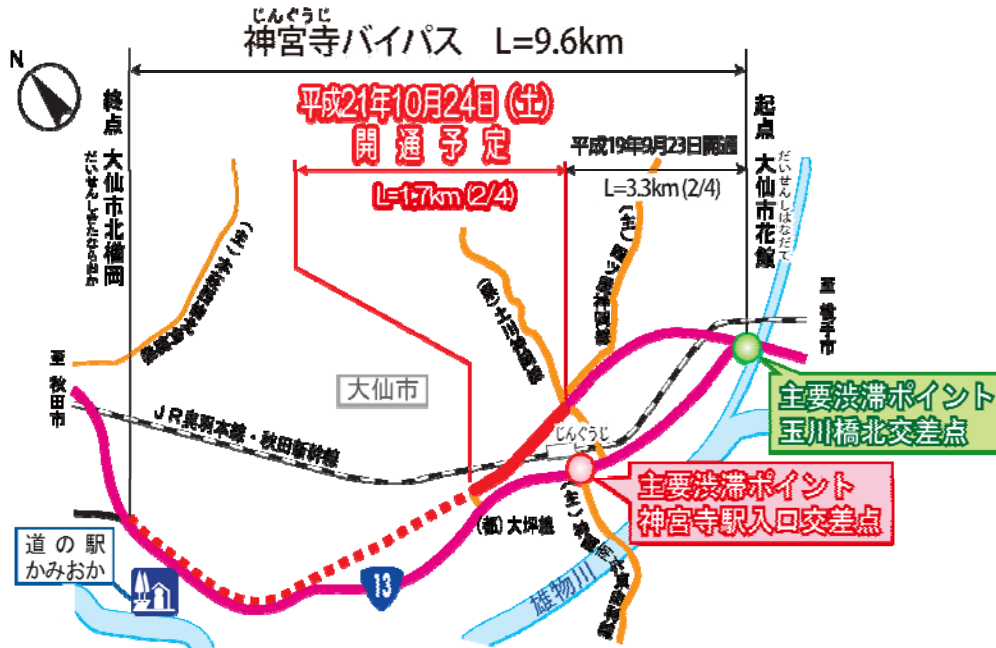 じんぐうじ
神宮寺バイパス L=9.6km
N
平成21年10月24日(土)
開通予定
L=1.7km (2/4)
平成19年9月23日開通
L=3.3km (2/4)
終点 大仙市北楢岡
だいせんしきたならおか
起点 大仙市花館
だいせんしはなだて
至 横手市
至 秋田市
大仙市
JR奥羽本線・秋田新幹線
じんぐうじ
主要渋滞ポイント
玉川橋北交差点
主要渋滞ポイント
神宮寺駅入口交差点
(都)大坪線
道の駅
かみおか
13
雄物川